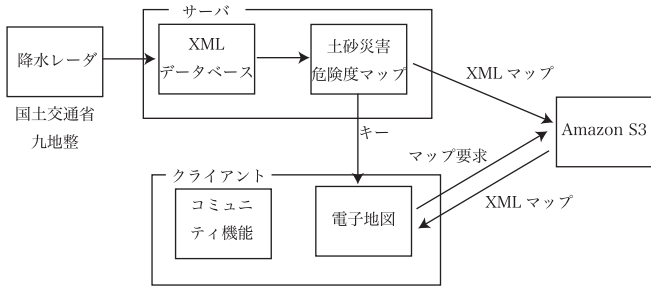 サーバ
降水レーダ
国土交通省
九地整
XML
データベース
土砂災害
危険度マップ
XML マップ
Amazon S3
キー
マップ要求
XML マップ
クライアント
コミュニ
ティ機能
電子地図